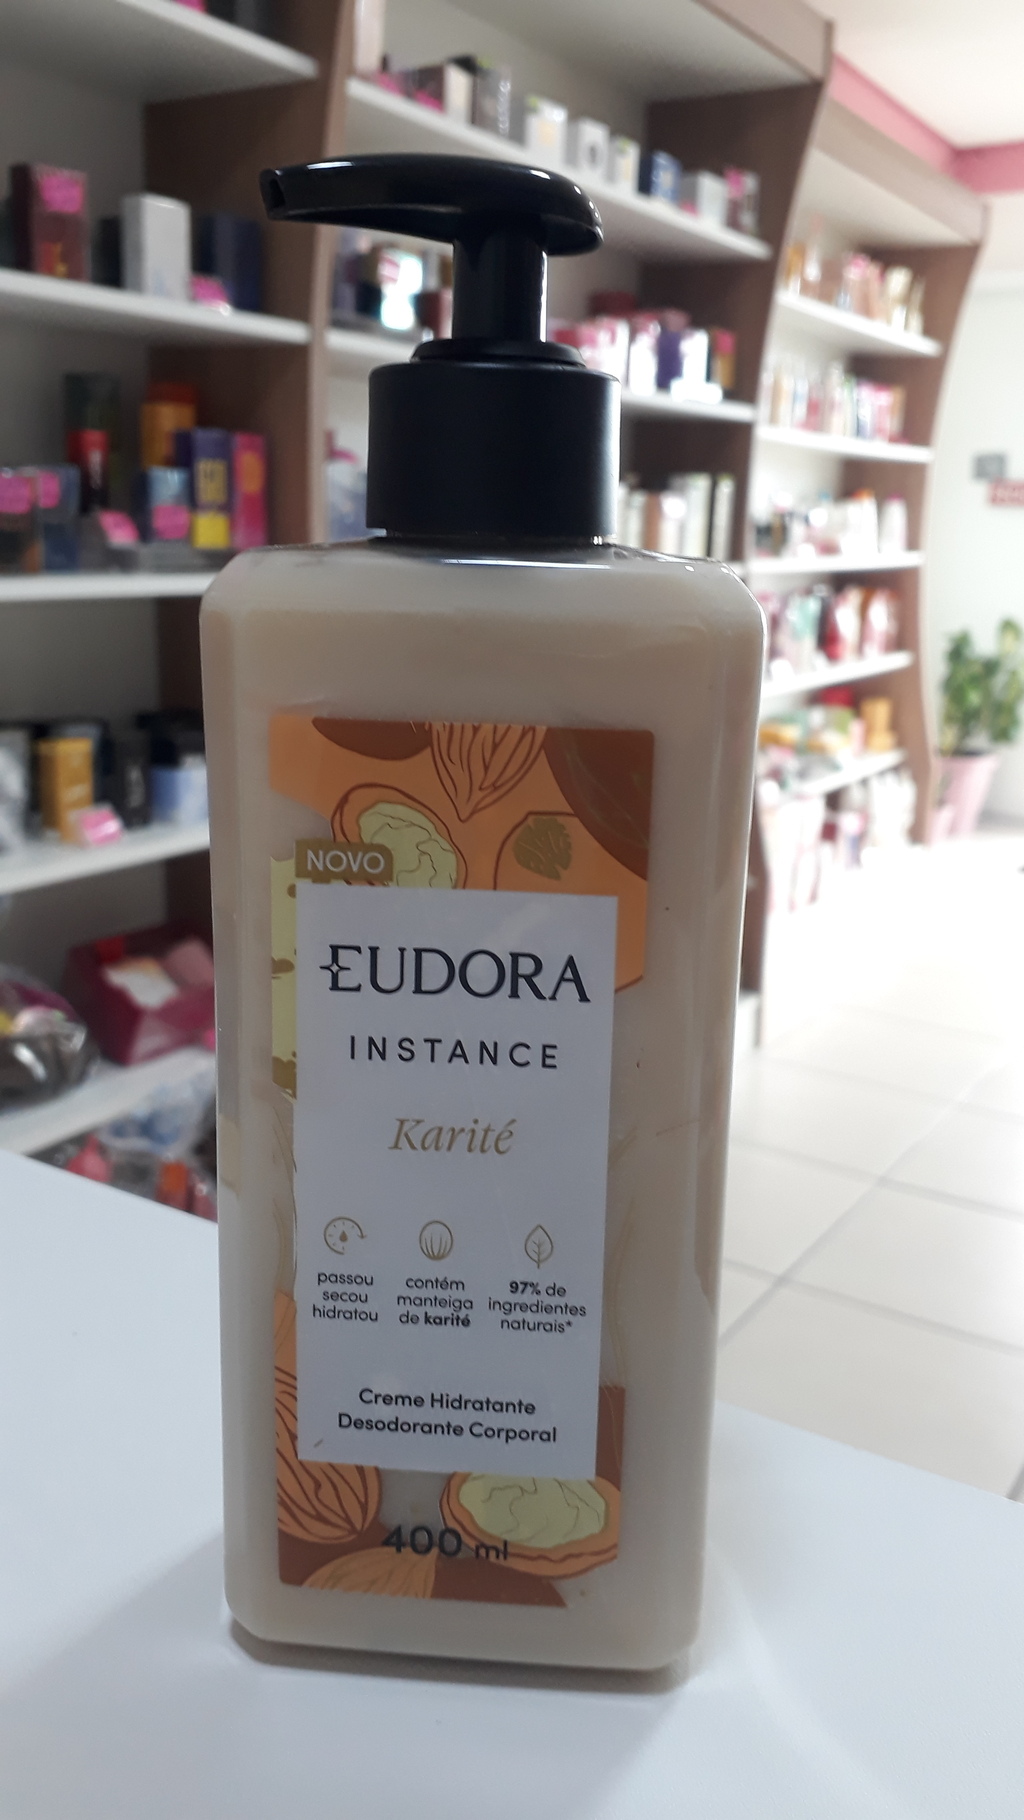 NOVO
EUDORA
INSTANCE
Karité
passou
secou
hidratou
contém
manteiga
de karité
97% de
ingredientes
naturais*
Creme Hidratante
Desodorante Corporal
400 ml